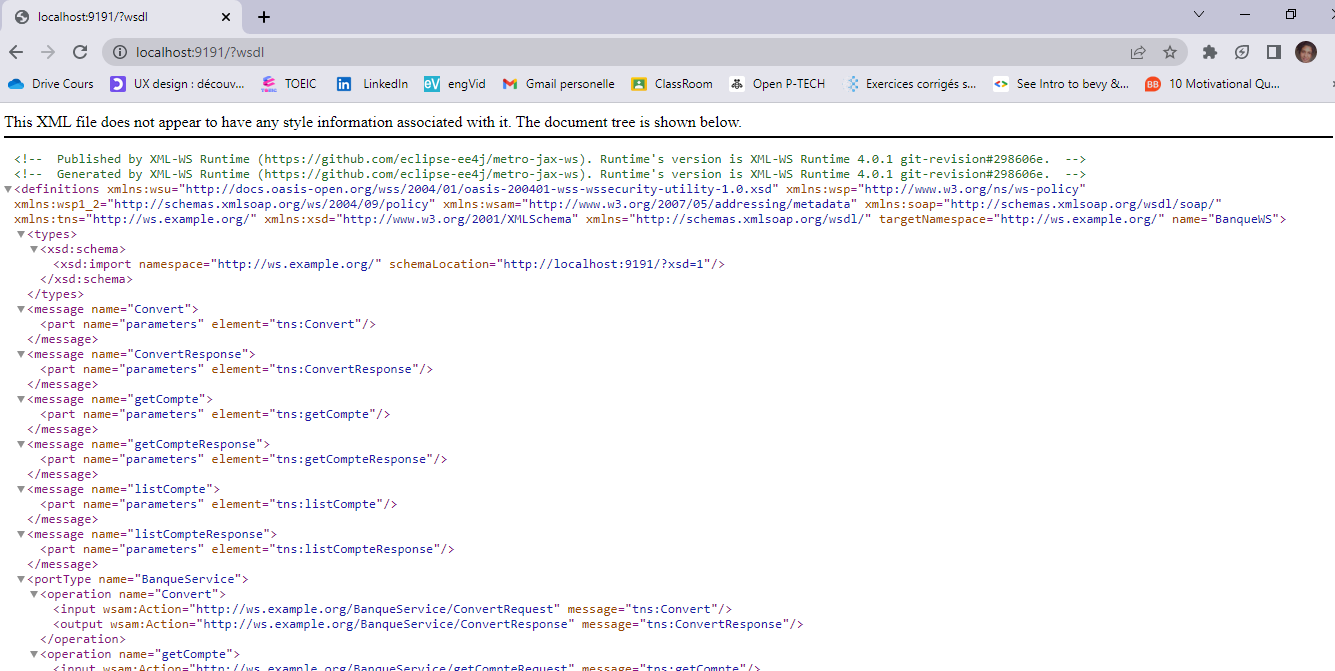 localhost:9191/?wsdl
localhost:9191/?wsdl
Drive Cours UX design : découv... TOEIC LinkedIn eV engVid Gmail personelle ClassRoom Open P-TECH Exercices corrigés s... See Intro to bevy &... BB 10 Motivational Qu...
This XML file does not appear to have any style information associated with it. The document tree is shown below.
<!-- Published by XML-WS Runtime (https://github.com/eclipse-ee4j/metro-jax-ws). Runtime's version is XML-WS Runtime 4.0.1 git-revision#298606e. -->
<!-- Generated by XML-WS Runtime (https://github.com/eclipse-ee4j/metro-jax-ws). Runtime's version is XML-WS Runtime 4.0.1 git-revision#298606e. -->
<definitions xmlns:wsu="http://docs.oasis-open.org/wss/2004/01/oasis-200401-wss-wssecurity-utility-1.0.xsd" xmlns:wsp="http://www.w3.org/ns/ws-policy"
xmlns:wsp1_2="http://schemas.xmlsoap.org/ws/2004/09/policy" xmlns:wsam="http://www.w3.org/2007/05/addressing/metadata" xmlns:soap="http://schemas.xmlsoap.org/wsdl/soap/"
xmlns:tns="http://ws.example.org/" xmlns:xsd="http://www.w3.org/2001/XMLSchema" xmlns="http://schemas.xmlsoap.org/wsdl/" targetNamespace="http://ws.example.org/" name="BanqueWS">
<types>
<xsd:schema>
<xsd:import namespace="http://ws.example.org/" schemaLocation="http://localhost:9191/?xsd=1"/>
</xsd:schema>
</types>
<message name="Convert">
<part name="parameters" element="tns:Convert"/>
</message>
<message name="ConvertResponse">
<part name="parameters" element="tns:ConvertResponse"/>
</message>
<message name="getCompte">
<part name="parameters" element="tns:getCompte"/>
</message>
<message name="getCompteResponse">
<part name="parameters" element="tns:getCompteResponse"/>
</message>
<message name="listCompte">
<part name="parameters" element="tns:listCompte"/>
</message>
<message name="listCompteResponse">
<part name="parameters" element="tns:listCompteResponse"/>
</message>
<portType name="BanqueService">
<operation name="Convert">
<input wsam:Action="http://ws.example.org/BanqueService/ConvertRequest" message="tns:Convert"/>
<output wsam:Action="http://ws.example.org/BanqueService/ConvertResponse" message="tns:ConvertResponse"/>
</operation>
<operation name="getCompte">
<input wsam:Action="http://ws.example.org/BanqueService/getCompteRequest" message="tns:getCompte"/>